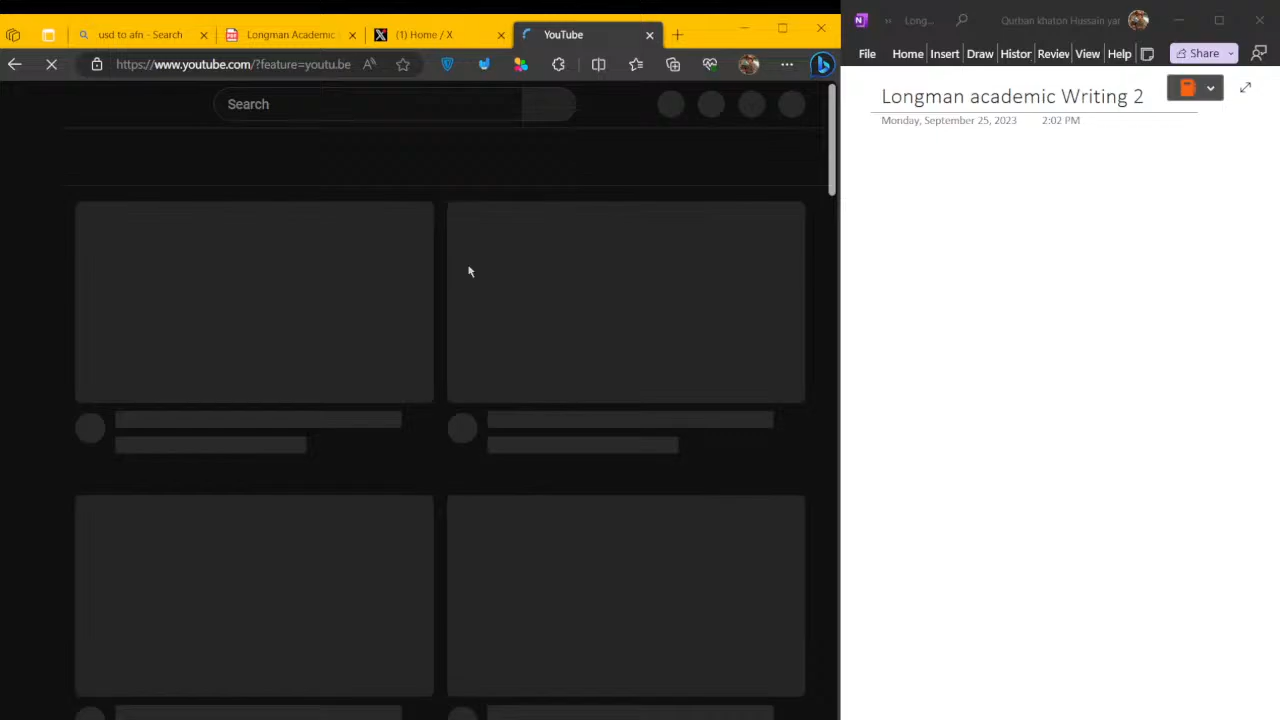 usd to afn - Search
Longman Academic
(1) Home / X
YouTube
https://www.youtube.com/?feature=youtu.be
Search
Long...
Qurban khuton Hussain yar
File
Home
Insert
Draw
Histor
Review
View
Help
Share
Longman academic Writing 2
Monday, September 25, 2023
2:02 PM